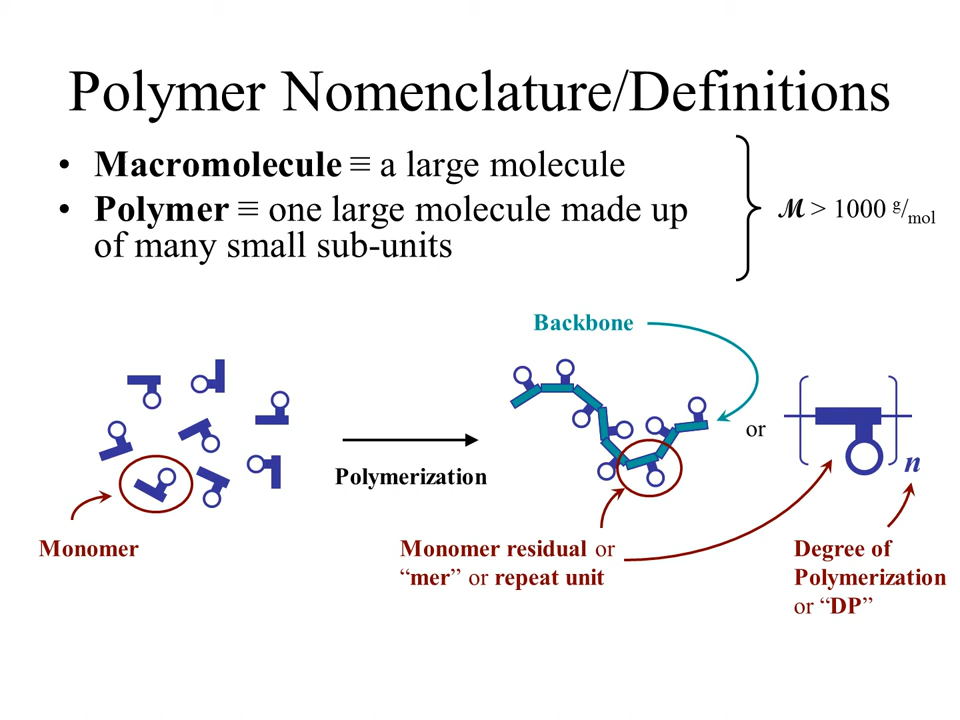 Polymer Nomenclature/Definitions
• Macromolecule ≡ a large molecule
• Polymer ≡ one large molecule made up
of many small sub-units
ℳ > 1000 g/mol
Backbone
or
n
Polymerization
Monomer
Monomer residual or
“mer” or repeat unit
Degree of
Polymerization
or “DP”